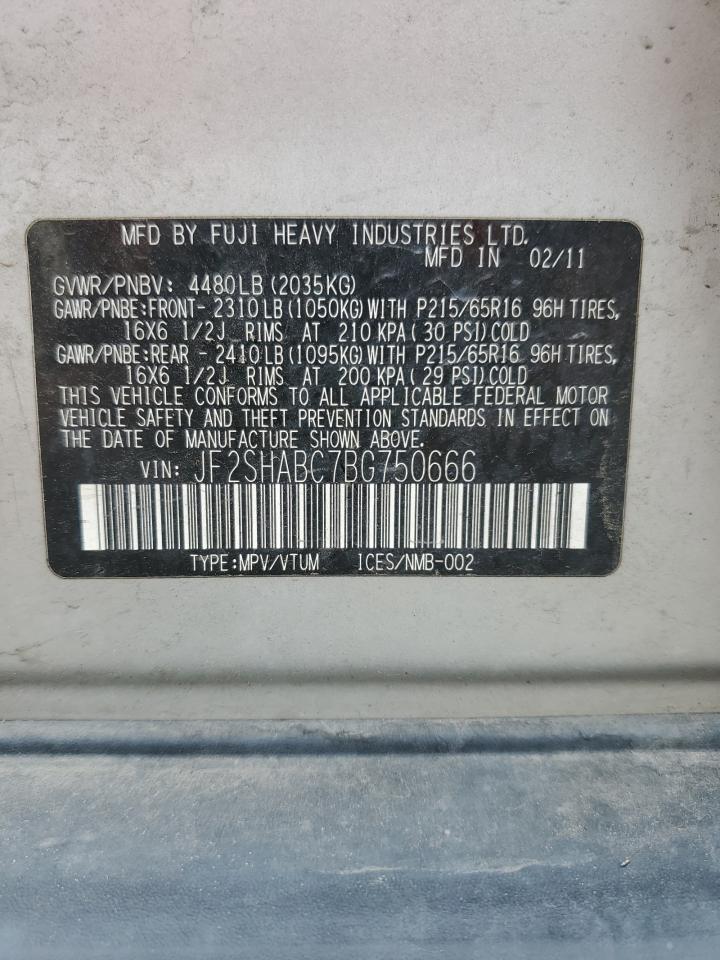 MFD BY FUJI HEAVY INDUSTRIES LTD.
MFD IN 02/11
GVWR/PNBV: 4480LB (2035KG)
GAWR/PNBE:FRONT- 2310LB (1050KG) WITH P215/65R16 96H TIRES,
16X6 1/2J RIMS AT 210 KPA (30 PSI) COLD
GAWR/PNBE:REAR - 2410LB (1095KG) WITH P215/65R16 96H TIRES,
16X6 1/2J RIMS AT 200 KPA (29 PSI) COLD
THIS VEHICLE CONFORMS TO ALL APPLICABLE FEDERAL MOTOR
VEHICLE SAFETY AND THEFT PREVENTION STANDARDS IN EFFECT ON
THE DATE OF MANUFACTURE SHOWN ABOVE.
VIN: JF2SHABC7BG750666
TYPE:MPV/VTUM ICES/NMB-002